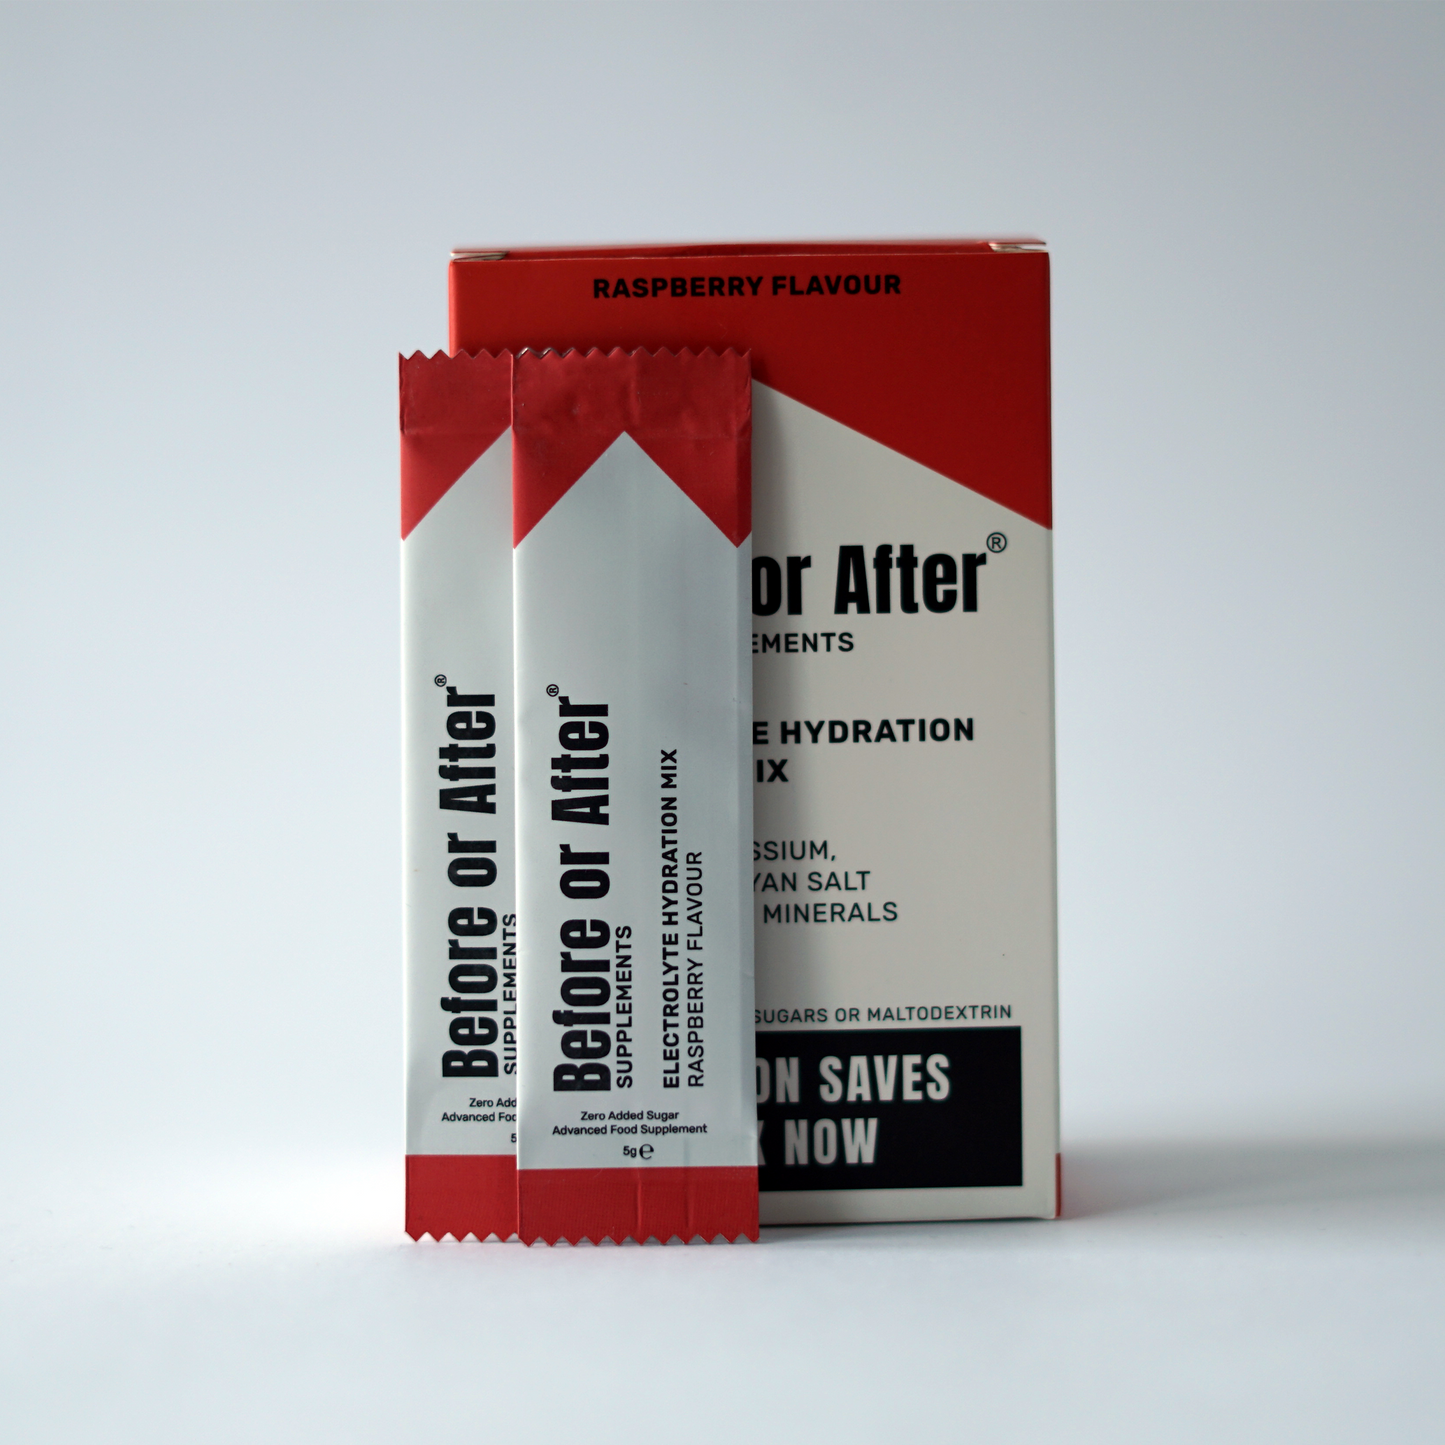 RASPBERRY FLAVOUR
or After®
EMENTS
E HYDRATION
IX
SSIUM,
YAN SALT
MINERALS
SUGARS OR MALTODEXTRIN
ON SAVES
NOW
Before or After®
SUPPLEMENTS
Zero Add
Advanced Foo
5
Before or After®
SUPPLEMENTS
ELECTROLYTE HYDRATION MIX
RASPBERRY FLAVOUR
Zero Added Sugar
Advanced Food Supplement
5g℮